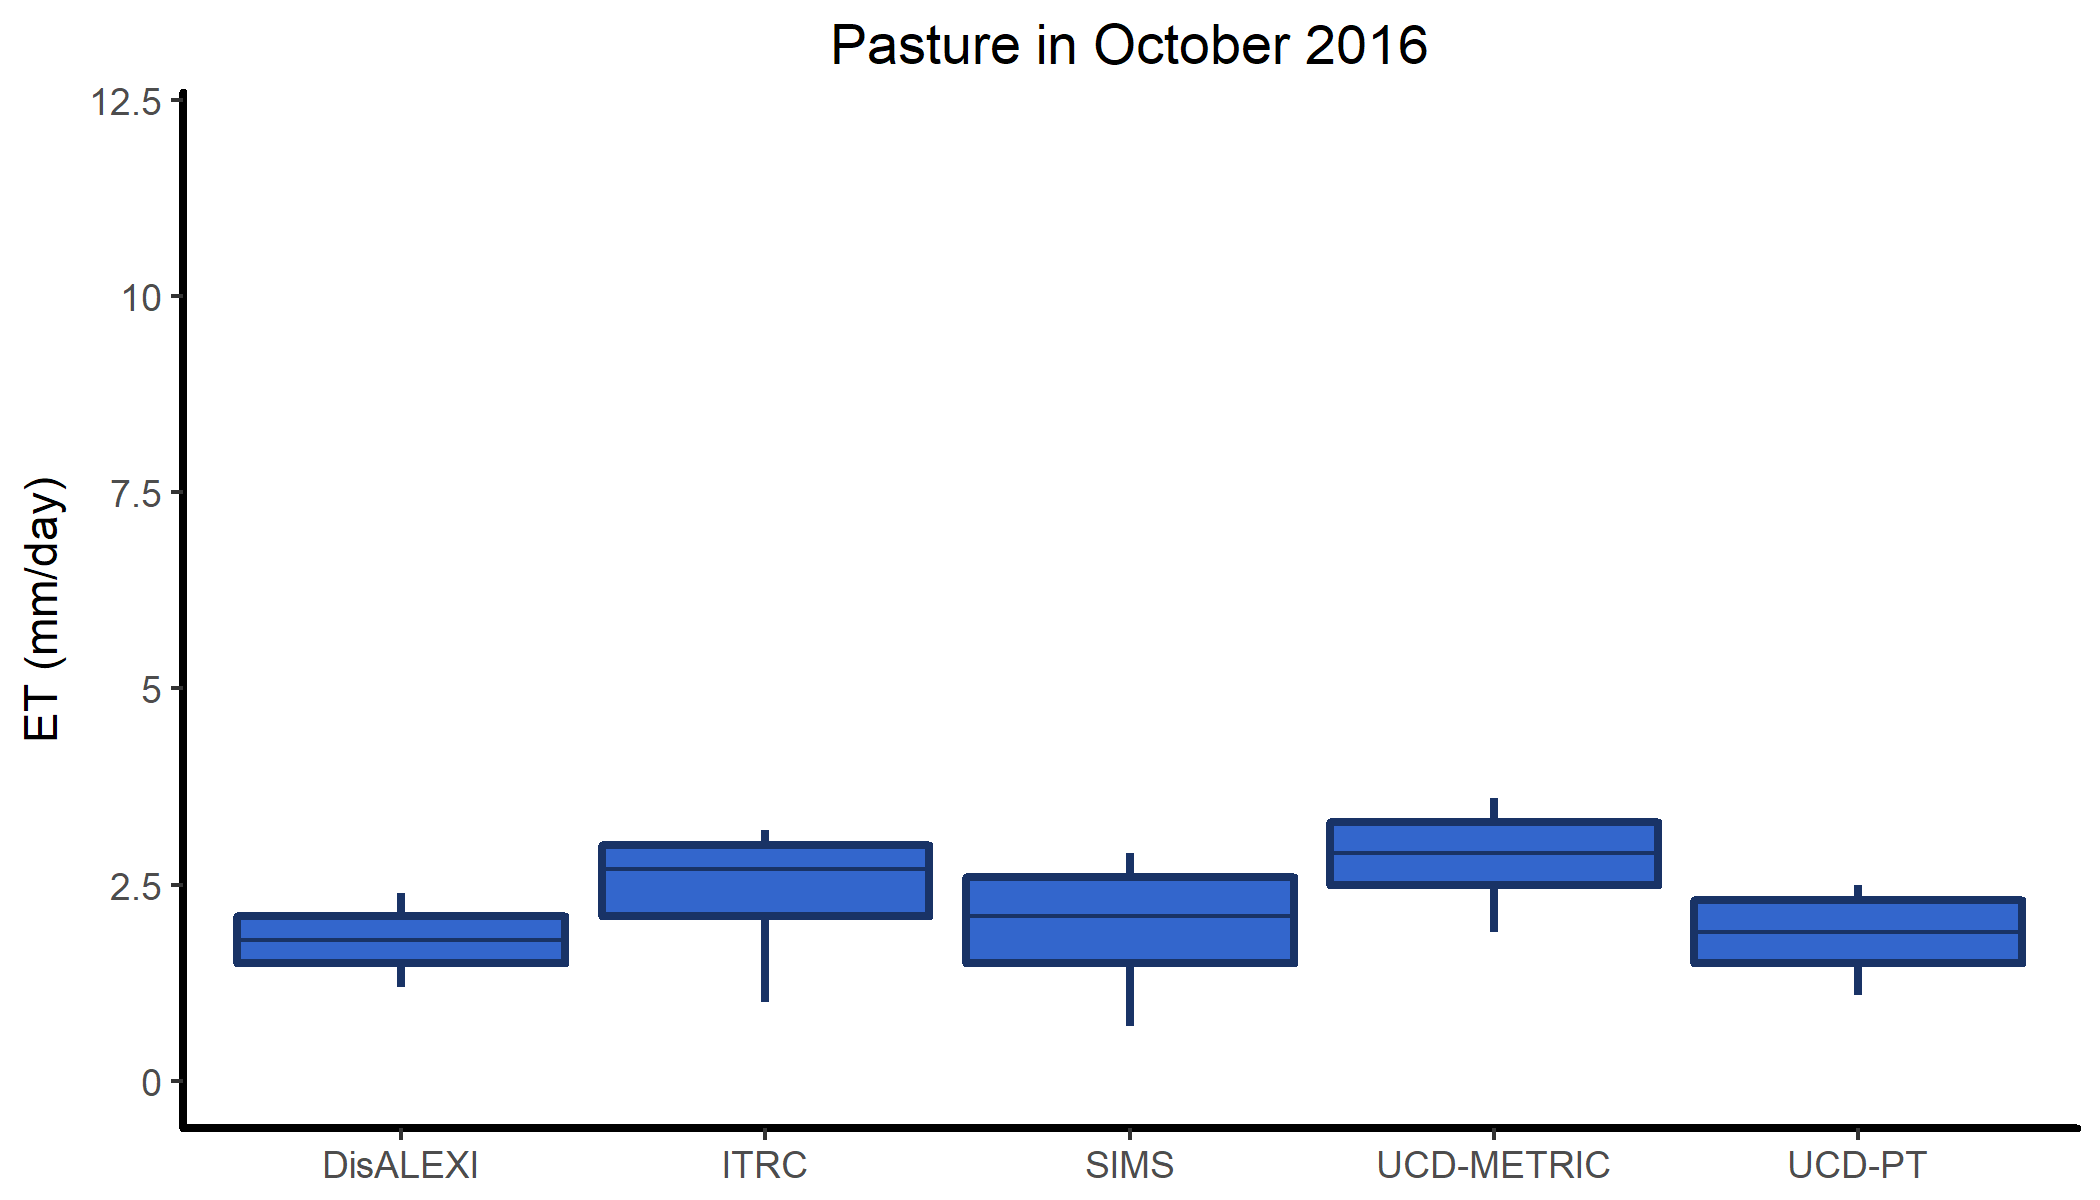 Pasture in October 2016
ET (mm/day)
12.5
10
7.5
5
2.5
0
DisALEXI
ITRC
SIMS
UCD-METRIC
UCD-PT